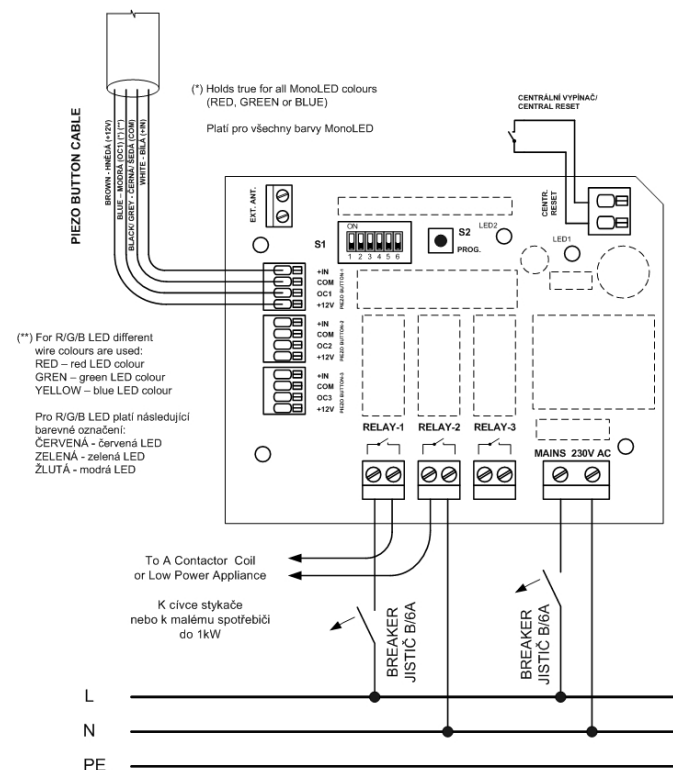 PIEZO BUTTON CABLE
BROWN - HNĚDÁ (+12V)
BLUE – MODRÁ (OC1) (*) (**)
BLACK/ GREY - ČERNÁ/ ŠEDÁ (COM)
WHITE - BÍLÁ (+IN)
(*) Holds true for all MonoLED colours
(RED, GREEN or BLUE)
Platí pro všechny barvy MonoLED
CENTRÁLNÍ VYPÍNAČ/
CENTRAL RESET
EXT. ANT.
S1
ON
1 2 3 4 5 6
S2
PROG.
LED2
LED1
CENTR.
RESET
+IN
COM
OC1
+12V
PIEZO BUTTON-1
+IN
COM
OC2
+12V
PIEZO BUTTON-2
+IN
COM
OC3
+12V
PIEZO BUTTON-3
(**) For R/G/B LED different
wire colours are used:
RED – red LED colour
GREN – green LED colour
YELLOW – blue LED colour
Pro R/G/B LED platí následující
barevné označení:
ČERVENÁ - červená LED
ZELENÁ - zelená LED
ŽLUTÁ - modrá LED
RELAY-1
RELAY-2
RELAY-3
MAINS 230V AC
To A Contactor Coil
or Low Power Appliance
K cívce stykače
nebo k malému spotřebiči
do 1kW
BREAKER
JISTIČ B/6A
BREAKER
JISTIČ B/6A
L
N
PE